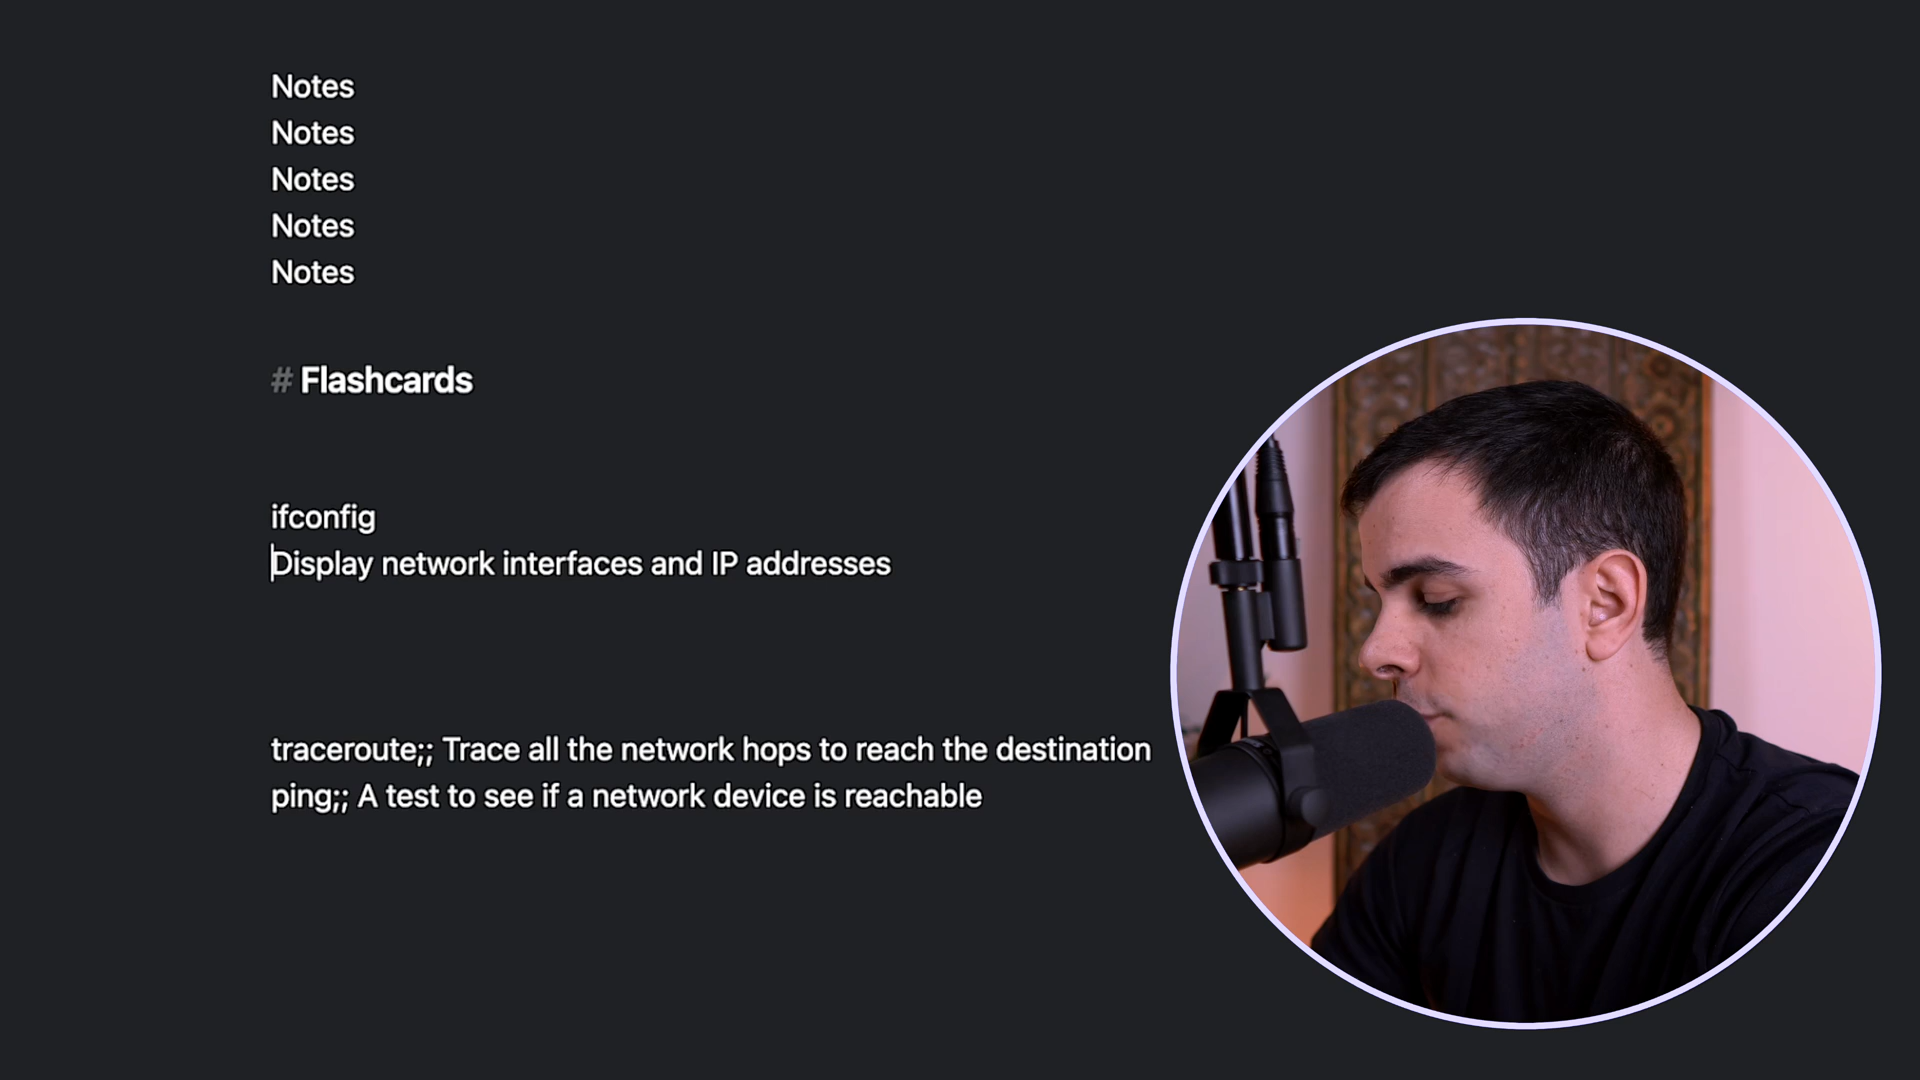 Notes
Notes
Notes
Notes
Notes
# Flashcards
ifconfig
Display network interfaces and IP addresses
traceroute;; Trace all the network hops to reach the destination
ping;; A test to see if a network device is reachable